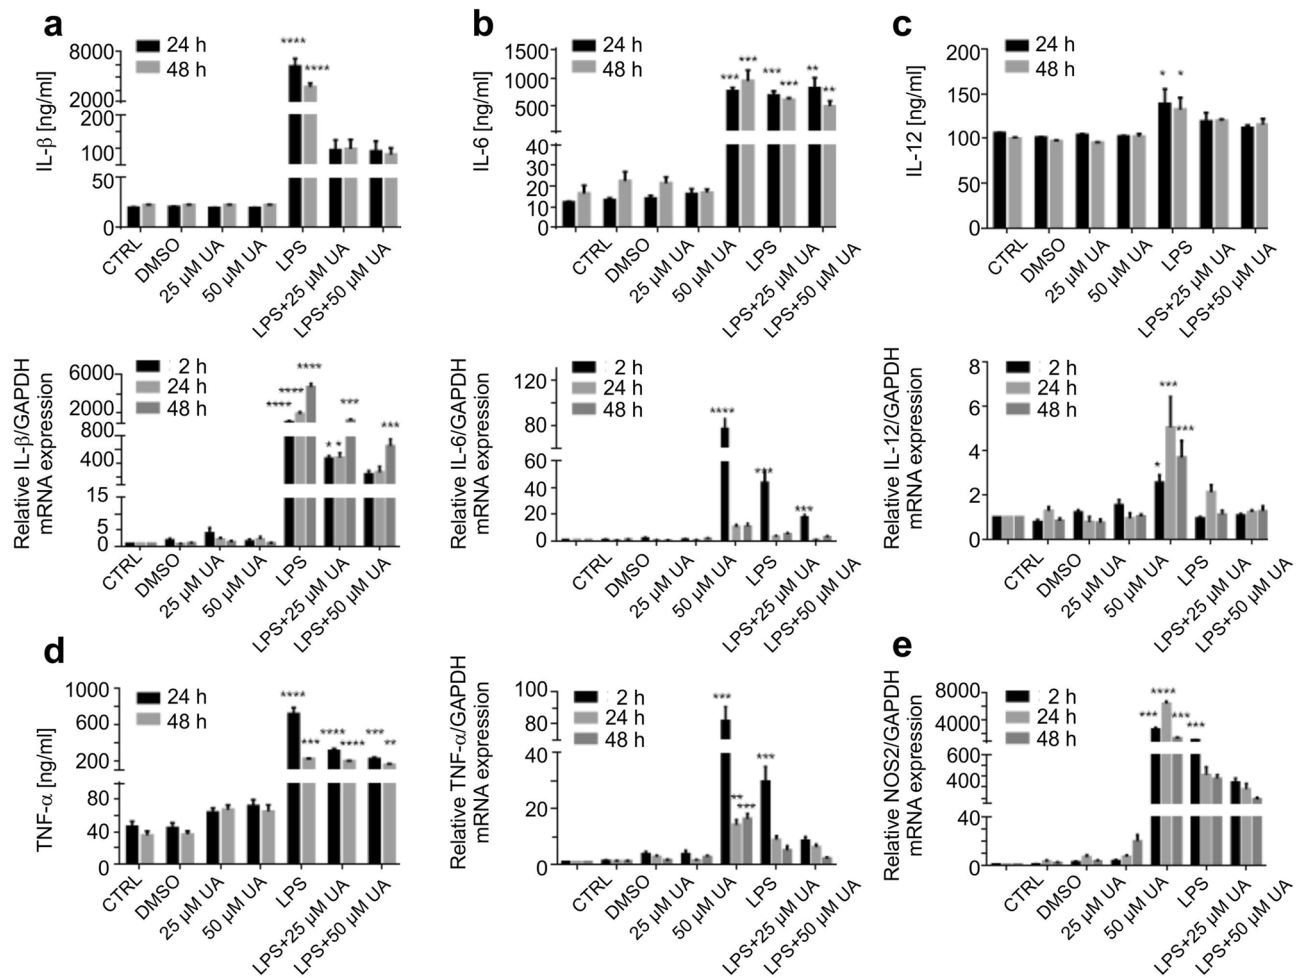 a
8000
2000
200
100
50
0
IL-β [ng/ml]
24 h
48 h
****
****
CTRL
DMSO
25 µM UA
50 µM UA
LPS
LPS+25 µM UA
LPS+50 µM UA
b
1500
1000
500
40
30
20
10
0
IL-6 [ng/ml]
24 h
48 h
***
***
***
***
**
**
CTRL
DMSO
25 µM UA
50 µM UA
LPS
LPS+25 µM UA
LPS+50 µM UA
c
200
150
100
50
0
IL-12 [ng/ml]
24 h
48 h
*
*
CTRL
DMSO
25 µM UA
50 µM UA
LPS
LPS+25 µM UA
LPS+50 µM UA
Relative IL-β/GAPDH
mRNA expression
6000
2000
800
400
15
5
0
2 h
24 h
48 h
****
****
****
* *
***
***
CTRL
DMSO
25 µM UA
50 µM UA
LPS
LPS+25 µM UA
LPS+50 µM UA
Relative IL-6/GAPDH
mRNA expression
120
80
60
40
20
0
2 h
24 h
48 h
****
***
***
CTRL
DMSO
25 µM UA
50 µM UA
LPS
LPS+25 µM UA
LPS+50 µM UA
Relative IL-12/GAPDH
mRNA expression
8
6
4
2
0
2 h
24 h
48 h
*
***
***
CTRL
DMSO
25 µM UA
50 µM UA
LPS
LPS+25 µM UA
LPS+50 µM UA
d
1000
600
200
80
40
0
TNF-α [ng/ml]
24 h
48 h
****
***
****
****
***
**
CTRL
DMSO
25 µM UA
50 µM UA
LPS
LPS+25 µM UA
LPS+50 µM UA
Relative TNF-α/GAPDH
mRNA expression
100
80
40
20
0
2 h
24 h
48 h
***
**
***
***
CTRL
DMSO
25 µM UA
50 µM UA
LPS
LPS+25 µM UA
LPS+50 µM UA
e
Relative NOS2/GAPDH
mRNA expression
8000
4000
600
400
40
0
2 h
24 h
48 h
***
****
***
***
CTRL
DMSO
25 µM UA
50 µM UA
LPS
LPS+25 µM UA
LPS+50 µM UA